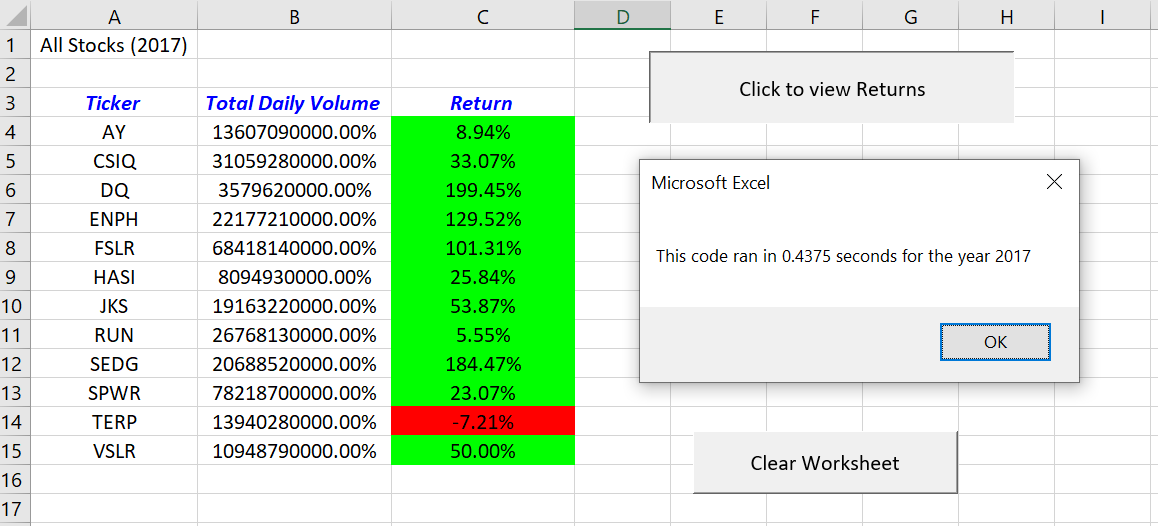 A B C D E F G H I
1 All Stocks (2017)
2
3 Ticker Total Daily Volume Return
4 AY 13607090000.00% 8.94%
5 CSIQ 31059280000.00% 33.07%
6 DQ 3579620000.00% 199.45%
7 ENPH 22177210000.00% 129.52%
8 FSLR 68418140000.00% 101.31%
9 HASI 8094930000.00% 25.84%
10 JKS 19163220000.00% 53.87%
11 RUN 26768130000.00% 5.55%
12 SEDG 20688520000.00% 184.47%
13 SPWR 78218700000.00% 23.07%
14 TERP 13940280000.00% -7.21%
15 VSLR 10948790000.00% 50.00%
16
17
Click to view Returns
Microsoft Excel
This code ran in 0.4375 seconds for the year 2017
OK
Clear Worksheet